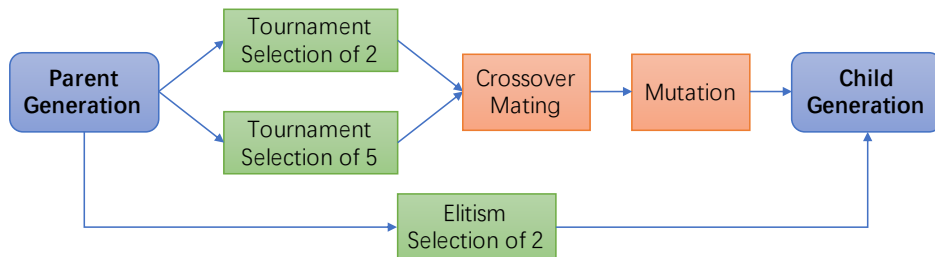 Parent
Generation
Tournament
Selection of 2
Tournament
Selection of 5
Crossover
Mating
Mutation
Child
Generation
Elitism
Selection of 2